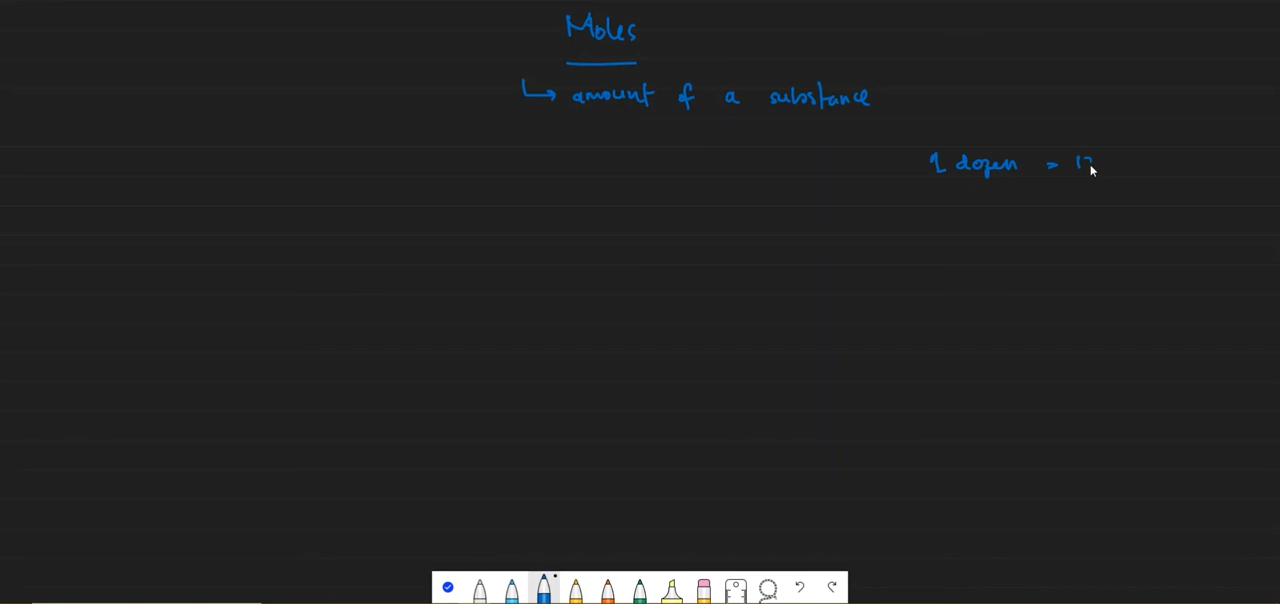 Moles
↳ amount of a substance
1 dozen = 12